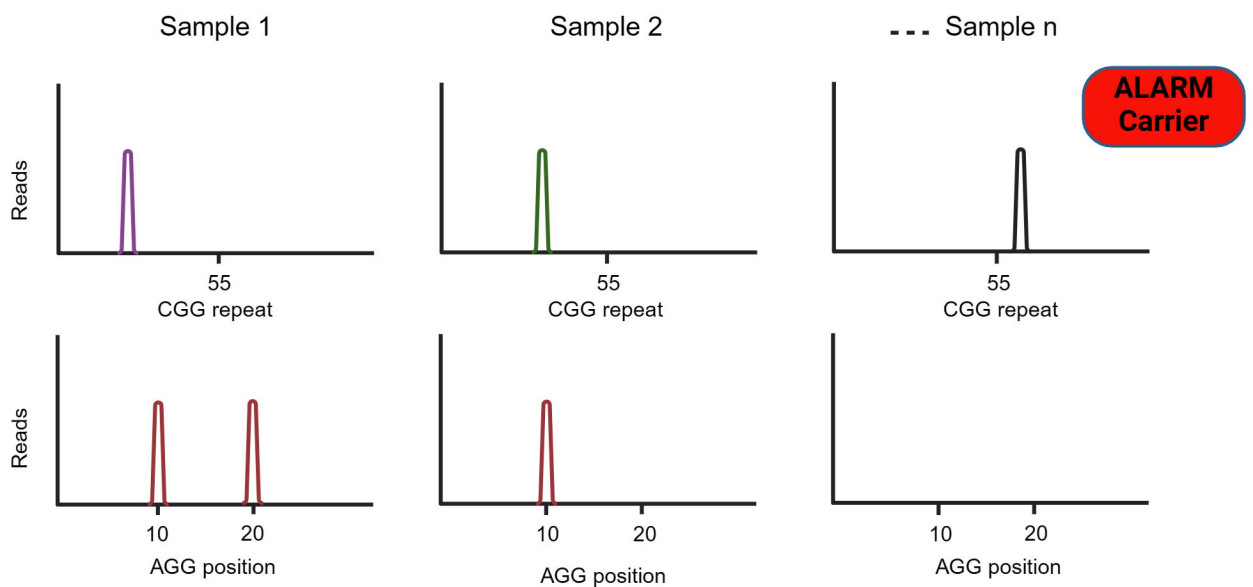 Sample 1
Sample 2
--- Sample n
ALARM
Carrier
Reads
55
CGG repeat
55
CGG repeat
55
CGG repeat
Reads
10 20
AGG position
10 20
AGG position
10 20
AGG position